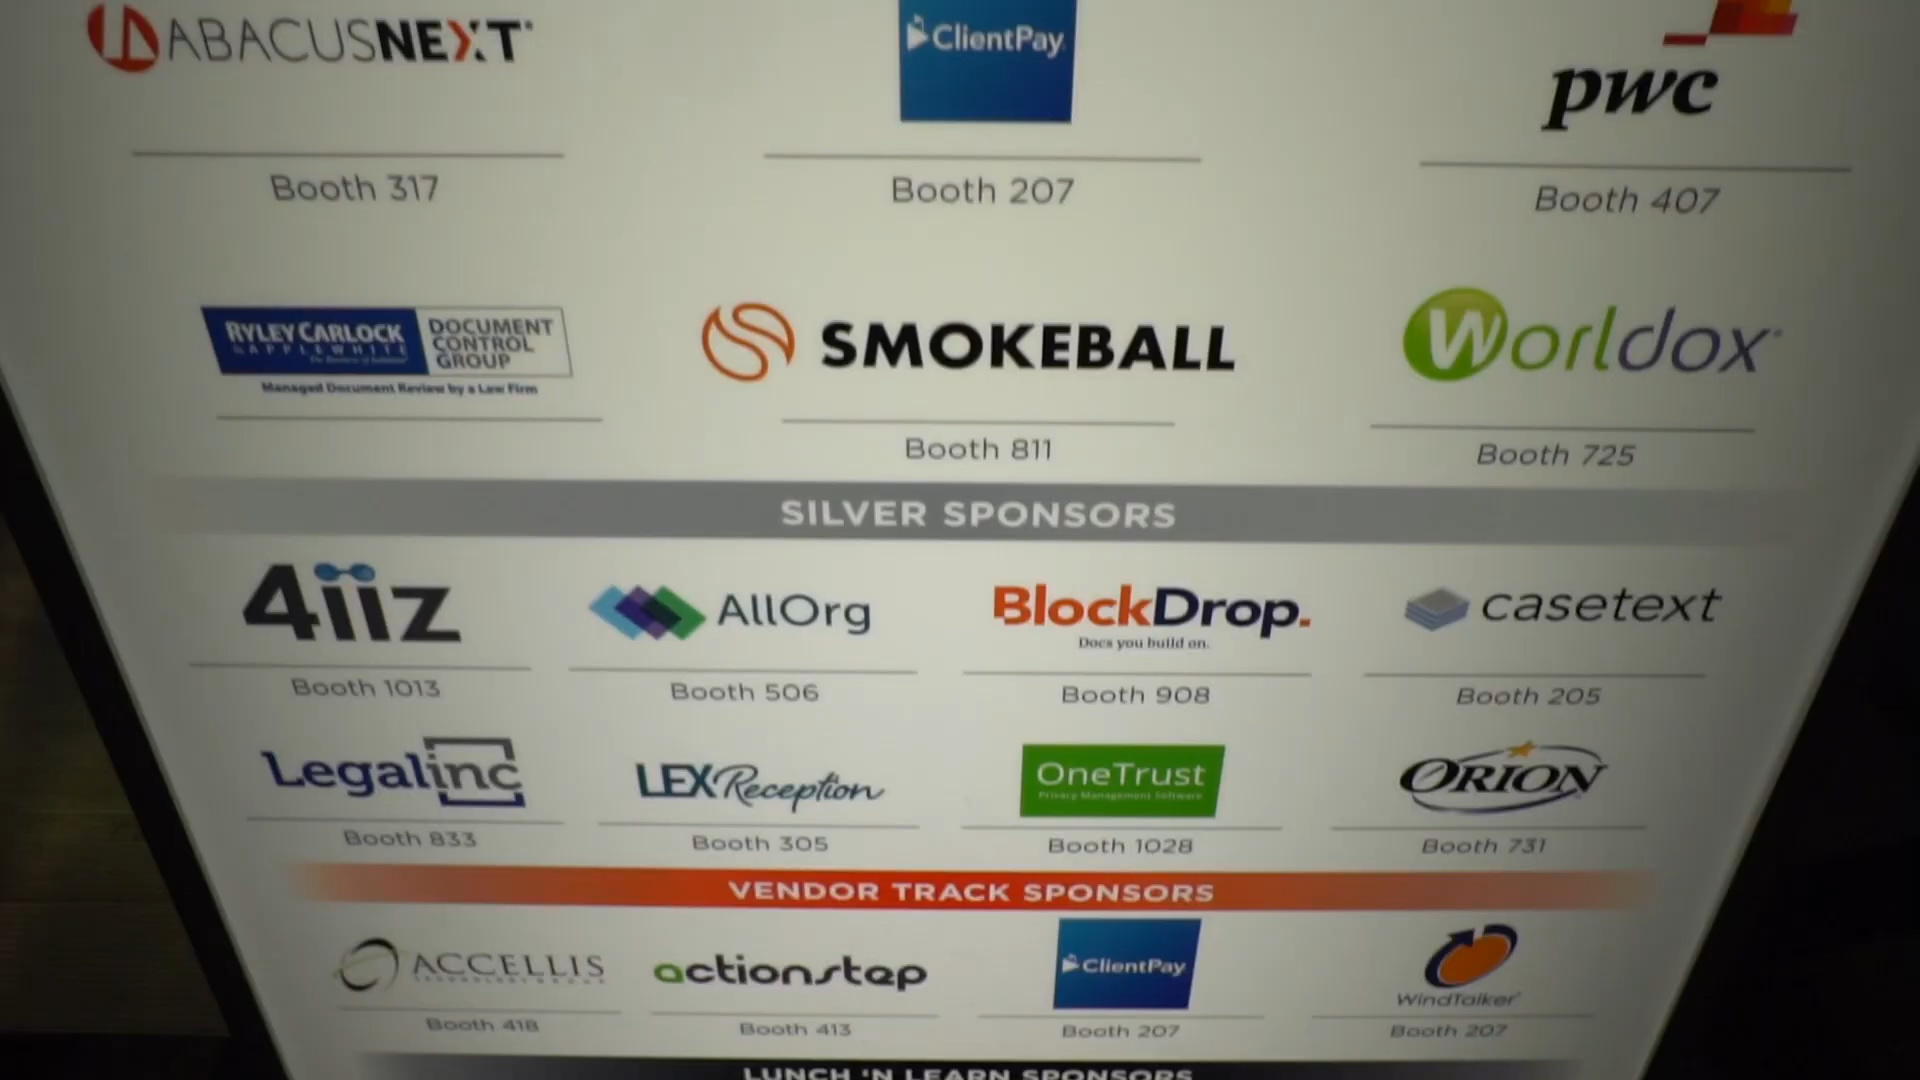 ABACUSNEXT
ClientPay
pwc
Booth 317
Booth 207
Booth 407
RYLEY CARLOCK
& APPLEWHITE
DOCUMENT
CONTROL
GROUP
Managed Document Review by a Law Firm
SMOKEBALL
Worldox
Booth 811
Booth 725
SILVER SPONSORS
4iiz
AllOrg
BlockDrop.
Docs you build on.
casetext
Booth 1013
Booth 506
Booth 908
Booth 205
Legalinc
LEX Reception
OneTrust
Privacy Management Software
ORION
Booth 833
Booth 305
Booth 1028
Booth 731
VENDOR TRACK SPONSORS
ACCELLIS
TECHNOLOGY GROUP
actionstep
ClientPay
WindTalker
Booth 418
Booth 413
Booth 207
Booth 207
LUNCH 'N LEARN SPONSORS